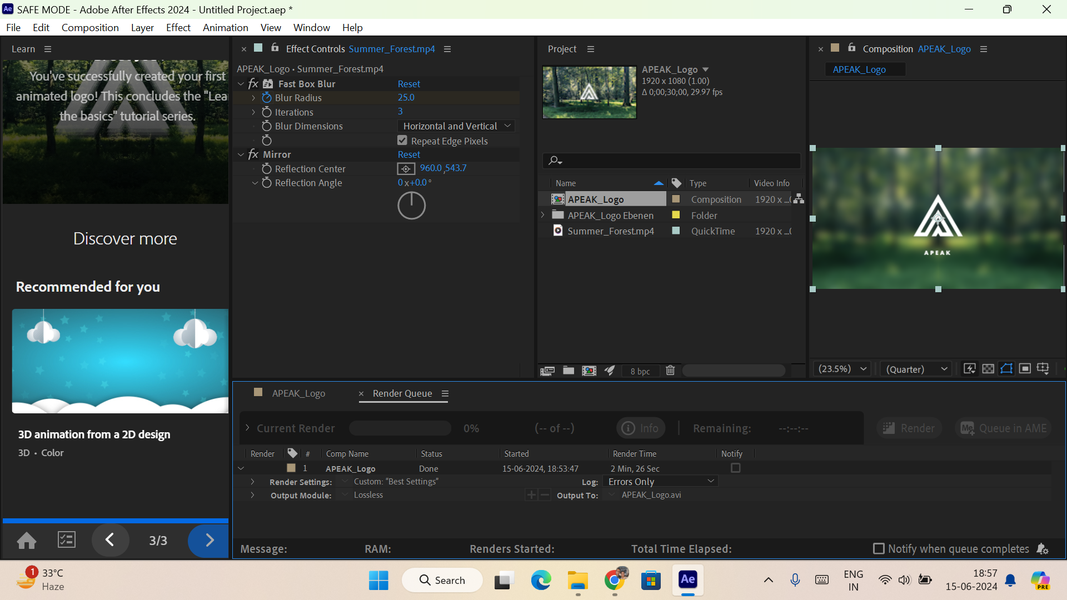 SAFE MODE - Adobe After Effects 2024 - Untitled Project.aep *
File Edit Composition Layer Effect Animation View Window Help
Learn
You've successfully created your first
animated logo! This concludes the "Lea
the basics" tutorial series.
Discover more
Recommended for you
3D animation from a 2D design
3D • Color
3/3
Effect Controls Summer_Forest.mp4
APEAK_Logo • Summer_Forest.mp4
fx Fast Box Blur Reset
Blur Radius 25.0
Iterations 3
Blur Dimensions Horizontal and Vertical
Repeat Edge Pixels
fx Mirror Reset
Reflection Center 960.0,543.7
Reflection Angle 0x+0.0°
Project
APEAK_Logo
1920 x 1080 (1.00)
Δ 0;00;30;00, 29.97 fps
Name Type Video Info
APEAK_Logo Composition 1920 x ...
APEAK_Logo Ebenen Folder
Summer_Forest.mp4 QuickTime 1920 x ...
8 bpc
Composition APEAK_Logo
APEAK_Logo
APEAK
(23.5%) (Quarter)
APEAK_Logo Render Queue
Current Render 0% (-- of --) Info Remaining: --:--:-- Render Queue in AME
Render # Comp Name Status Started Render Time Notify
1 APEAK_Logo Done 15-06-2024, 18:53:47 2 Min, 26 Sec
Render Settings: Custom: "Best Settings" Log: Errors Only
Output Module: Lossless Output To: APEAK_Logo.avi
Message: RAM: Renders Started: Total Time Elapsed: Notify when queue completes
1 33°C
Haze
Search
Ae
ENG
IN
18:57
15-06-2024
PRE